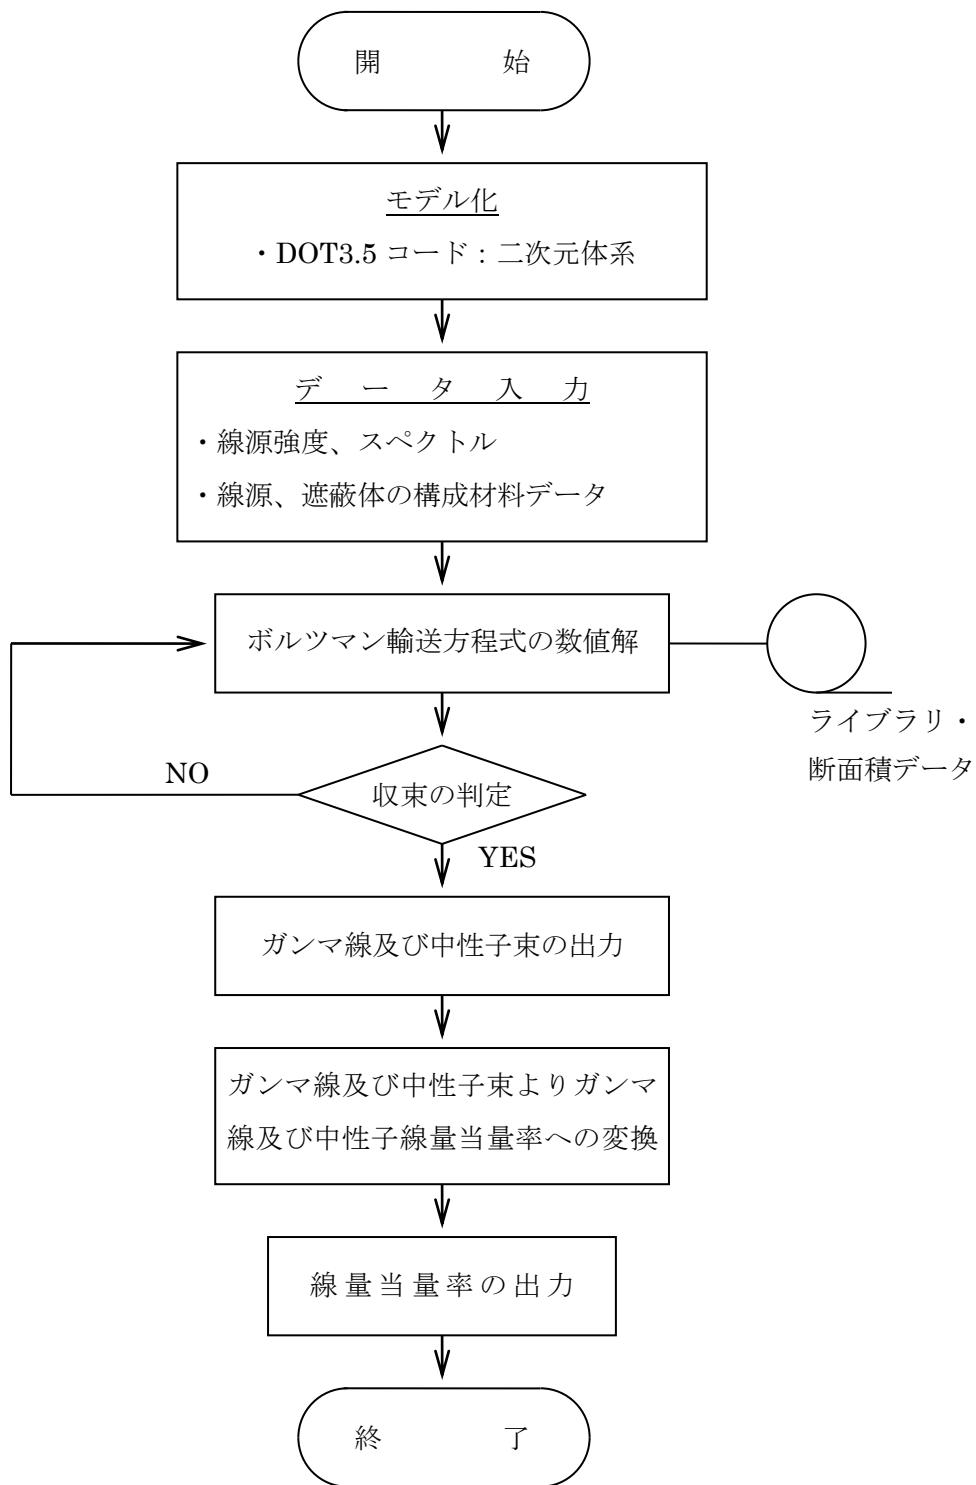 開 始
モデル化
・DOT3.5 コード：二次元体系
デ ー タ 入 力
・線源強度、スペクトル
・線源、遮蔽体の構成材料データ
ボルツマン輸送方程式の数値解
ライブラリ・
断面積データ
収束の判定
NO
YES
ガンマ線及び中性子束の出力
ガンマ線及び中性子束よりガンマ
線及び中性子線量当量率への変換
線 量 当 量 率 の 出 力
終 了